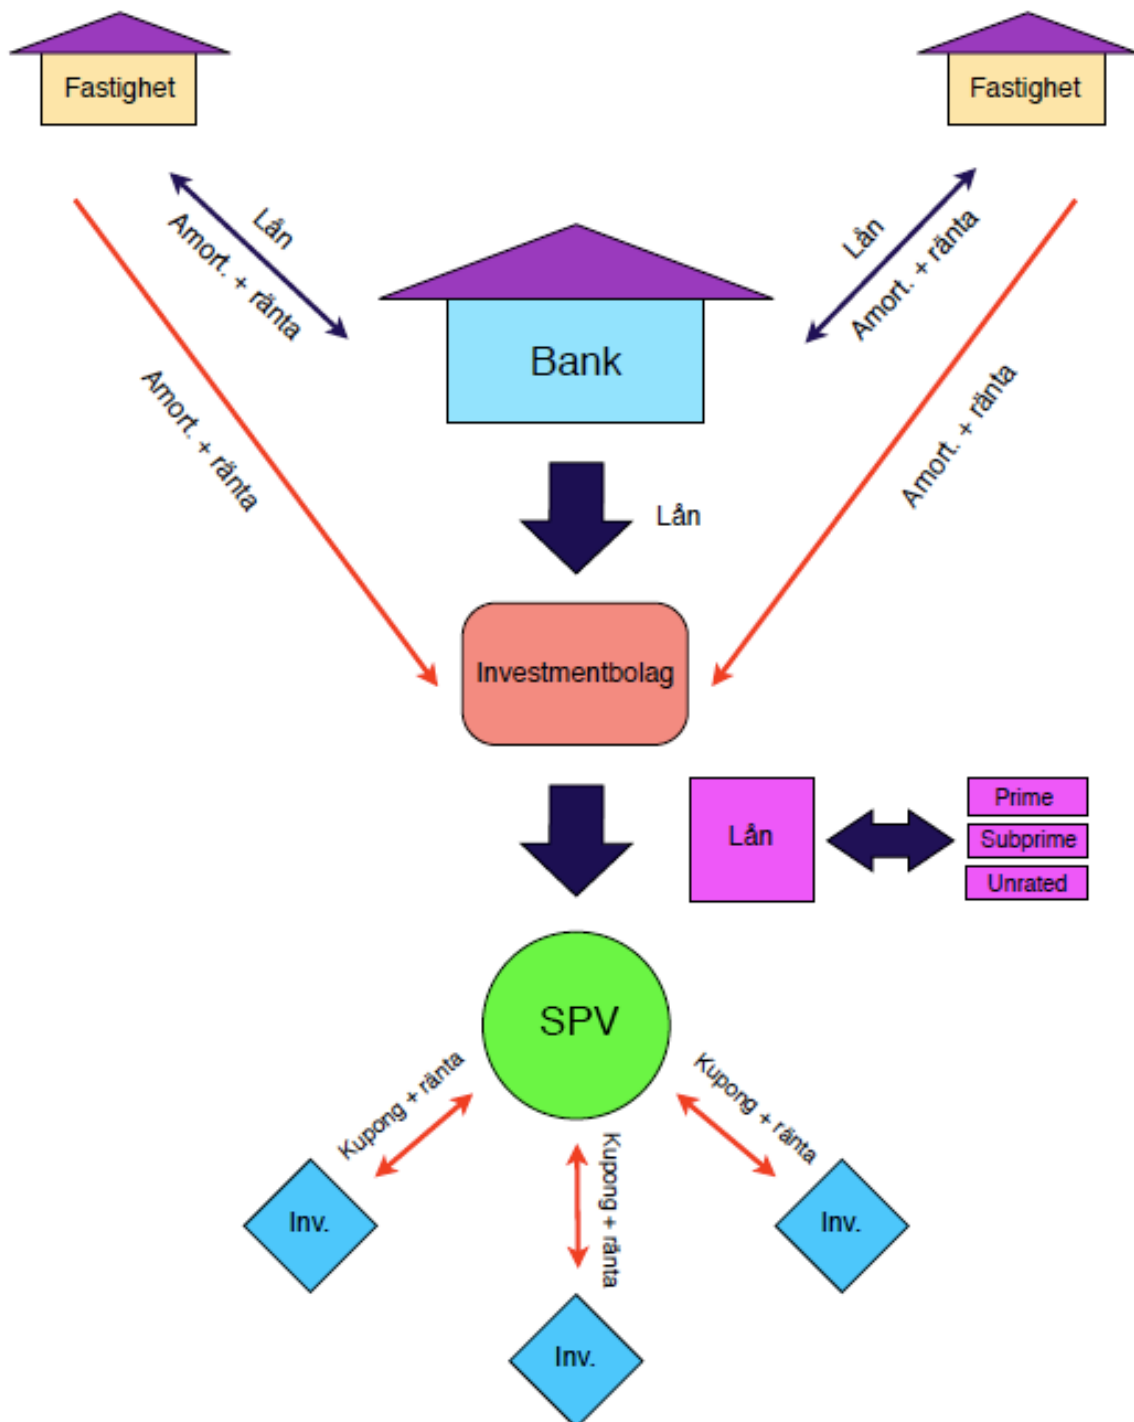 Fastighet
Fastighet
Lån
Amort. + ränta
Lån
Amort. + ränta
Bank
Amort. + ränta
Amort. + ränta
Lån
Investmentbolag
Lån
Prime
Subprime
Unrated
SPV
Kupong + ränta
Kupong + ränta
Kupong + ränta
Inv.
Inv.
Inv.